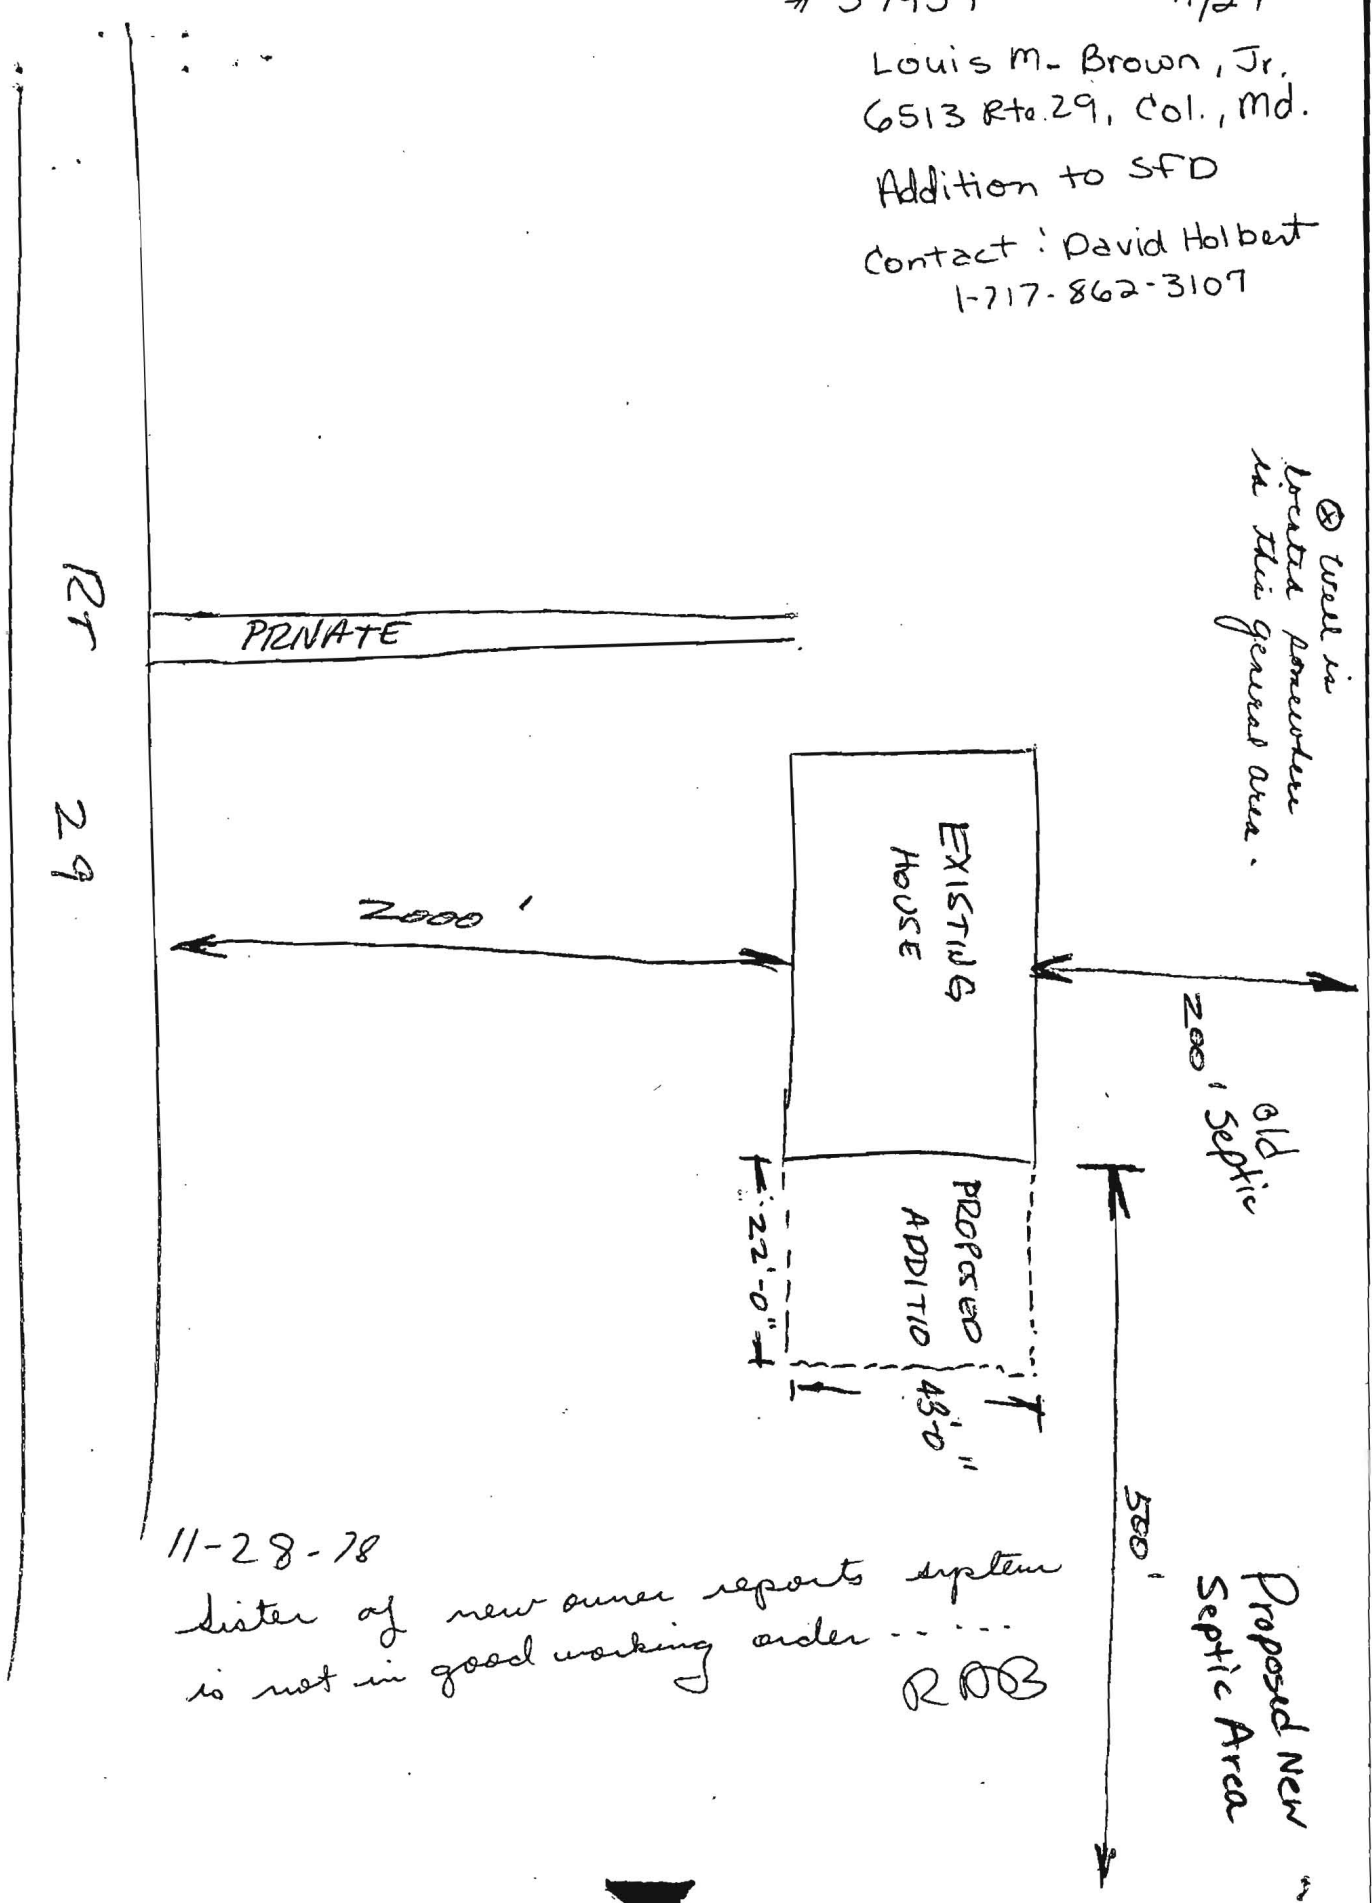 Louis M. Brown, Jr.
6513 Rte. 29, Col., Md.
Addition to SFD
Contact: David Holbert
1-717-862-3107
⊗ Well is
located somewhere
in this general area.
Rt 29
PRIVATE
EXISTING
HOUSE
2000'
200'
old
septic
PROPOSED
ADDITIO
22'-0"
48'-0"
500'
Proposed New
Septic Area
11-28-78
Sister of new owner reports system
is not in good working order -----
RAB